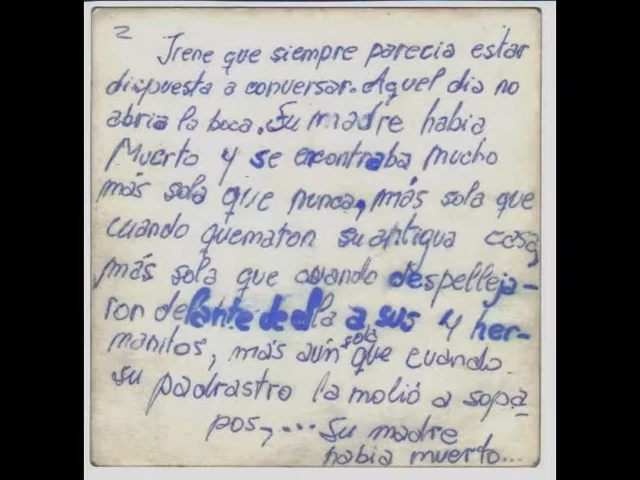 2
Irene que siempre parecia estar
dispuesta a conversar. Aquel dia no
abria la boca. Su madre habia
Muerto y se encontraba mucho
más sola que nunca, más sola que
cuando quemaron su antigua casa,
más sola que cuando despelleja-
ron delante de ella a sus 4 her-
manitos, más aún sola que cuando
su padrastro la molió a sopa-
pos,.... Su madre
habia muerto...